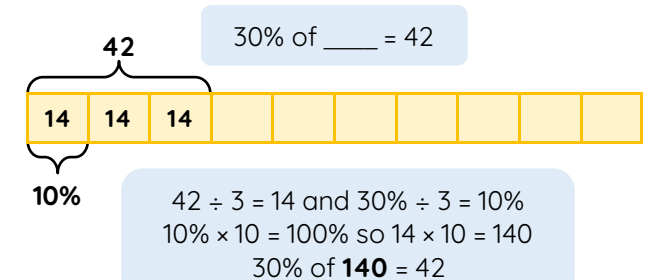 30% of ____ = 42
42
14 14 14
10%
42 ÷ 3 = 14 and 30% ÷ 3 = 10%
10% × 10 = 100% so 14 × 10 = 140
30% of 140 = 42